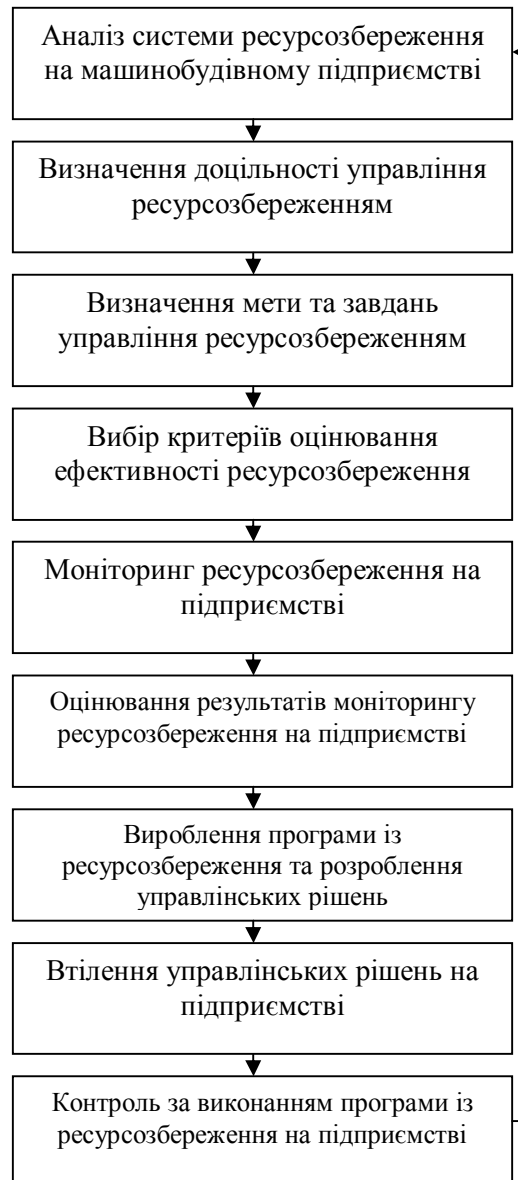 Аналіз системи ресурсозбереження
на машинобудівному підприємстві
Визначення доцільності управління
ресурсозбереженням
Визначення мети та завдань
управління ресурсозбереженням
Вибір критеріїв оцінювання
ефективності ресурсозбереження
Моніторинг ресурсозбереження на
підприємстві
Оцінювання результатів моніторингу
ресурсозбереження на підприємстві
Вироблення програми із
ресурсозбереження та розроблення
управлінських рішень
Втілення управлінських рішень на
підприємстві
Контроль за виконанням програми із
ресурсозбереження на підприємстві